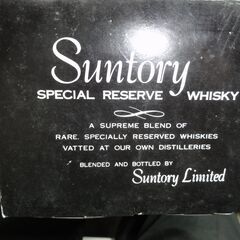 Suntory
SPECIAL RESERVE WHISKY
A SUPREME BLEND OF
RARE, SPECIALLY RESERVED WHISKIES
VATTED AT OUR OWN DISTILLERIES
BLENDED AND BOTTLED BY
Suntory Limited